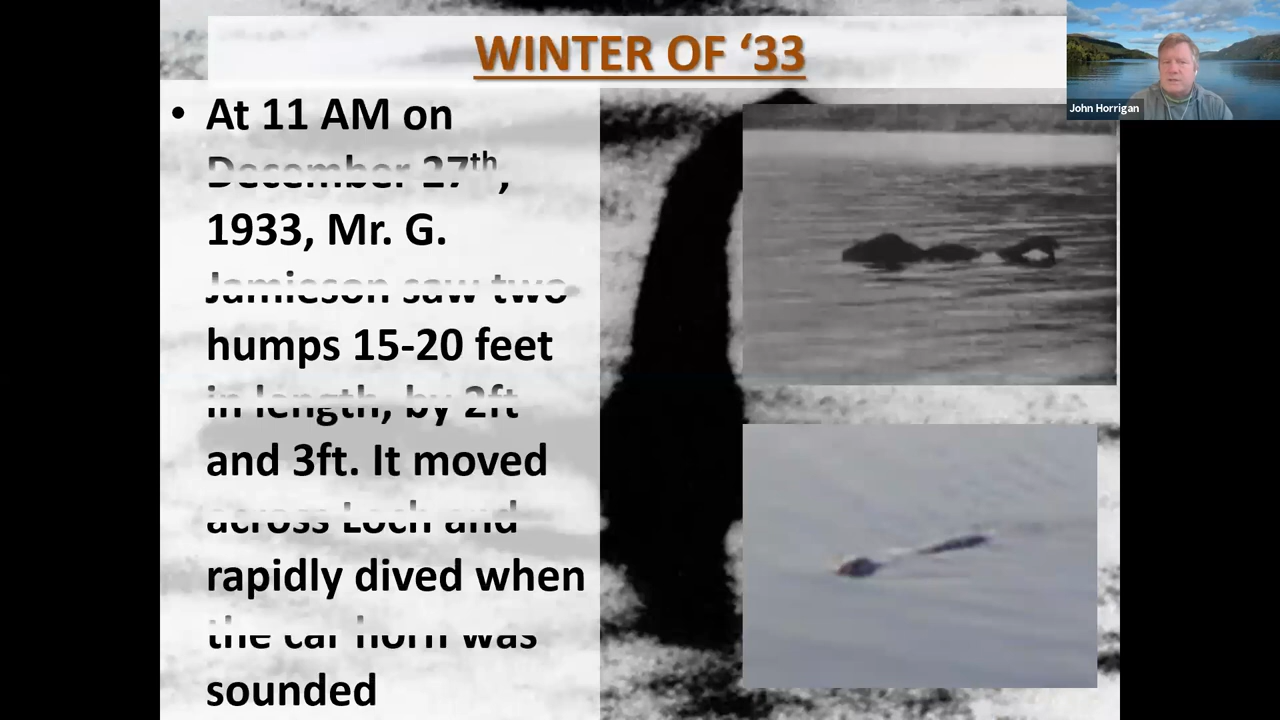 WINTER OF ‘33
John Horrigan
• At 11 AM on
December 27th,
1933, Mr. G.
Jamieson saw two
humps 15-20 feet
in length, by 2ft
and 3ft. It moved
across Loch and
rapidly dived when
the car horn was
sounded